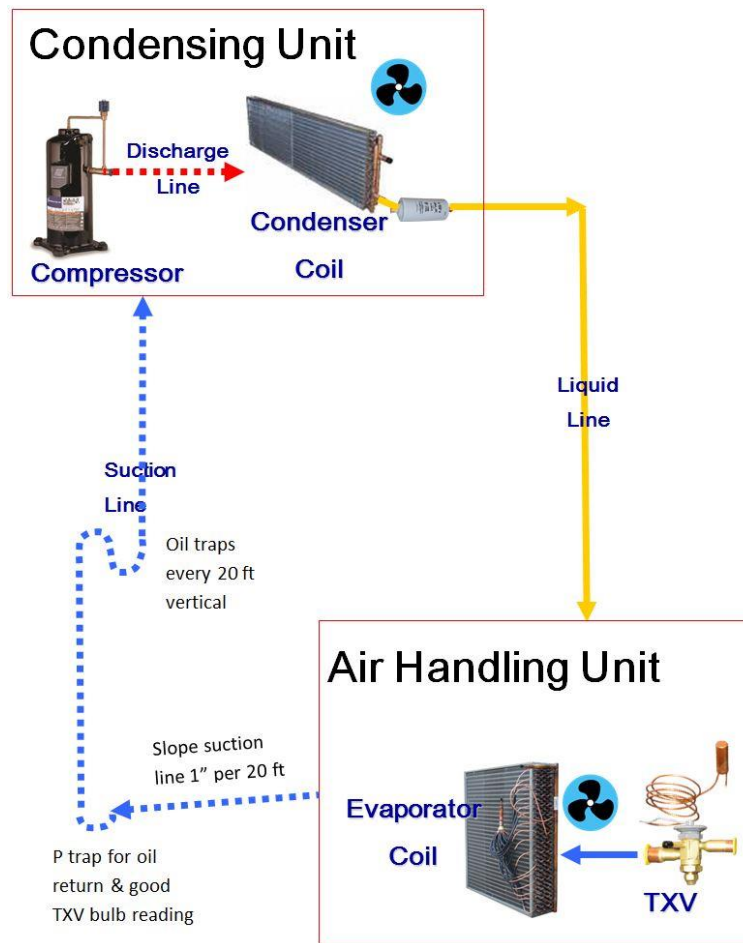 Condensing Unit
Discharge
Line
Compressor
Condenser
Coil
Liquid
Line
Suction
Line
Oil traps
every 20 ft
vertical
Air Handling Unit
Slope suction
line 1” per 20 ft
Evaporator
Coil
TXV
P trap for oil
return & good
TXV bulb reading